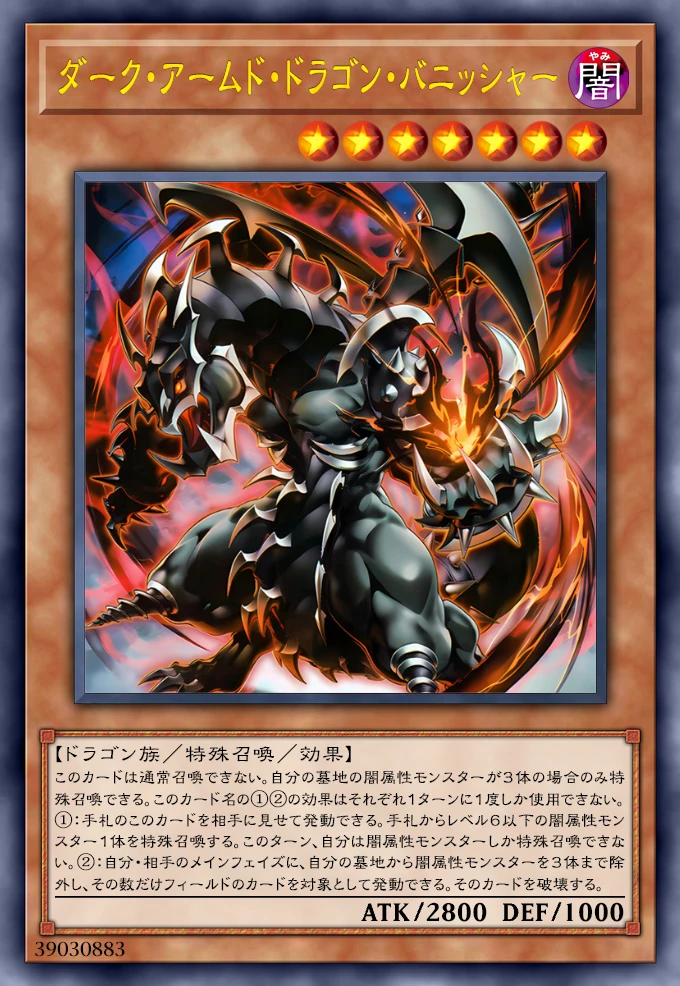 ダーク・アームド・ドラゴン・バニッシャー
やみ
闇
【ドラゴン族／特殊召喚／効果】
このカードは通常召喚できない。自分の墓地の闇属性モンスターが３体の場合のみ特
殊召喚できる。このカード名の①②の効果はそれぞれ１ターンに１度しか使用できない。
①：手札のこのカードを相手に見せて発動できる。手札からレベル６以下の闇属性モン
スター１体を特殊召喚する。このターン、自分は闇属性モンスターしか特殊召喚できな
い。②：自分・相手のメインフェイズに、自分の墓地から闇属性モンスターを３体まで除
外し、その数だけフィールドのカードを対象として発動できる。そのカードを破壊する。
ATK/2800 DEF/1000
39030883